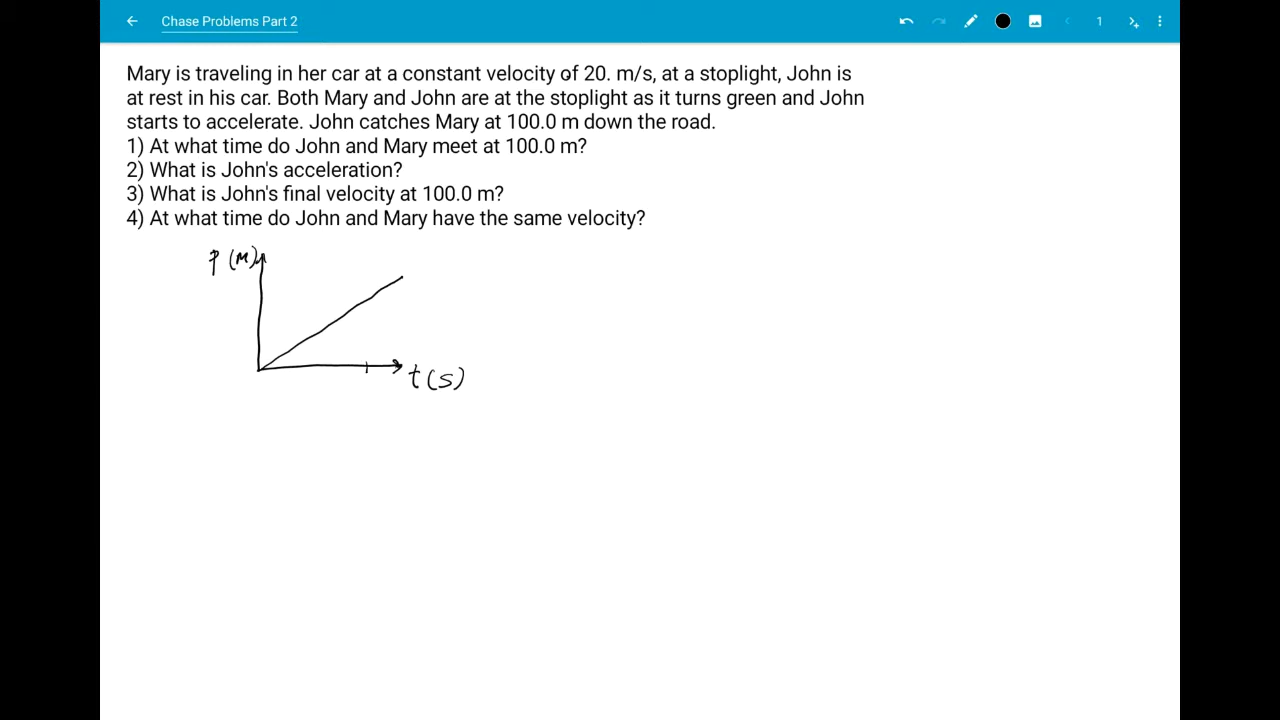 Chase Problems Part 2
1
Mary is traveling in her car at a constant velocity of 20. m/s, at a stoplight, John is
at rest in his car. Both Mary and John are at the stoplight as it turns green and John
starts to accelerate. John catches Mary at 100.0 m down the road.
1) At what time do John and Mary meet at 100.0 m?
2) What is John's acceleration?
3) What is John's final velocity at 100.0 m?
4) At what time do John and Mary have the same velocity?
P (M)
t (s)